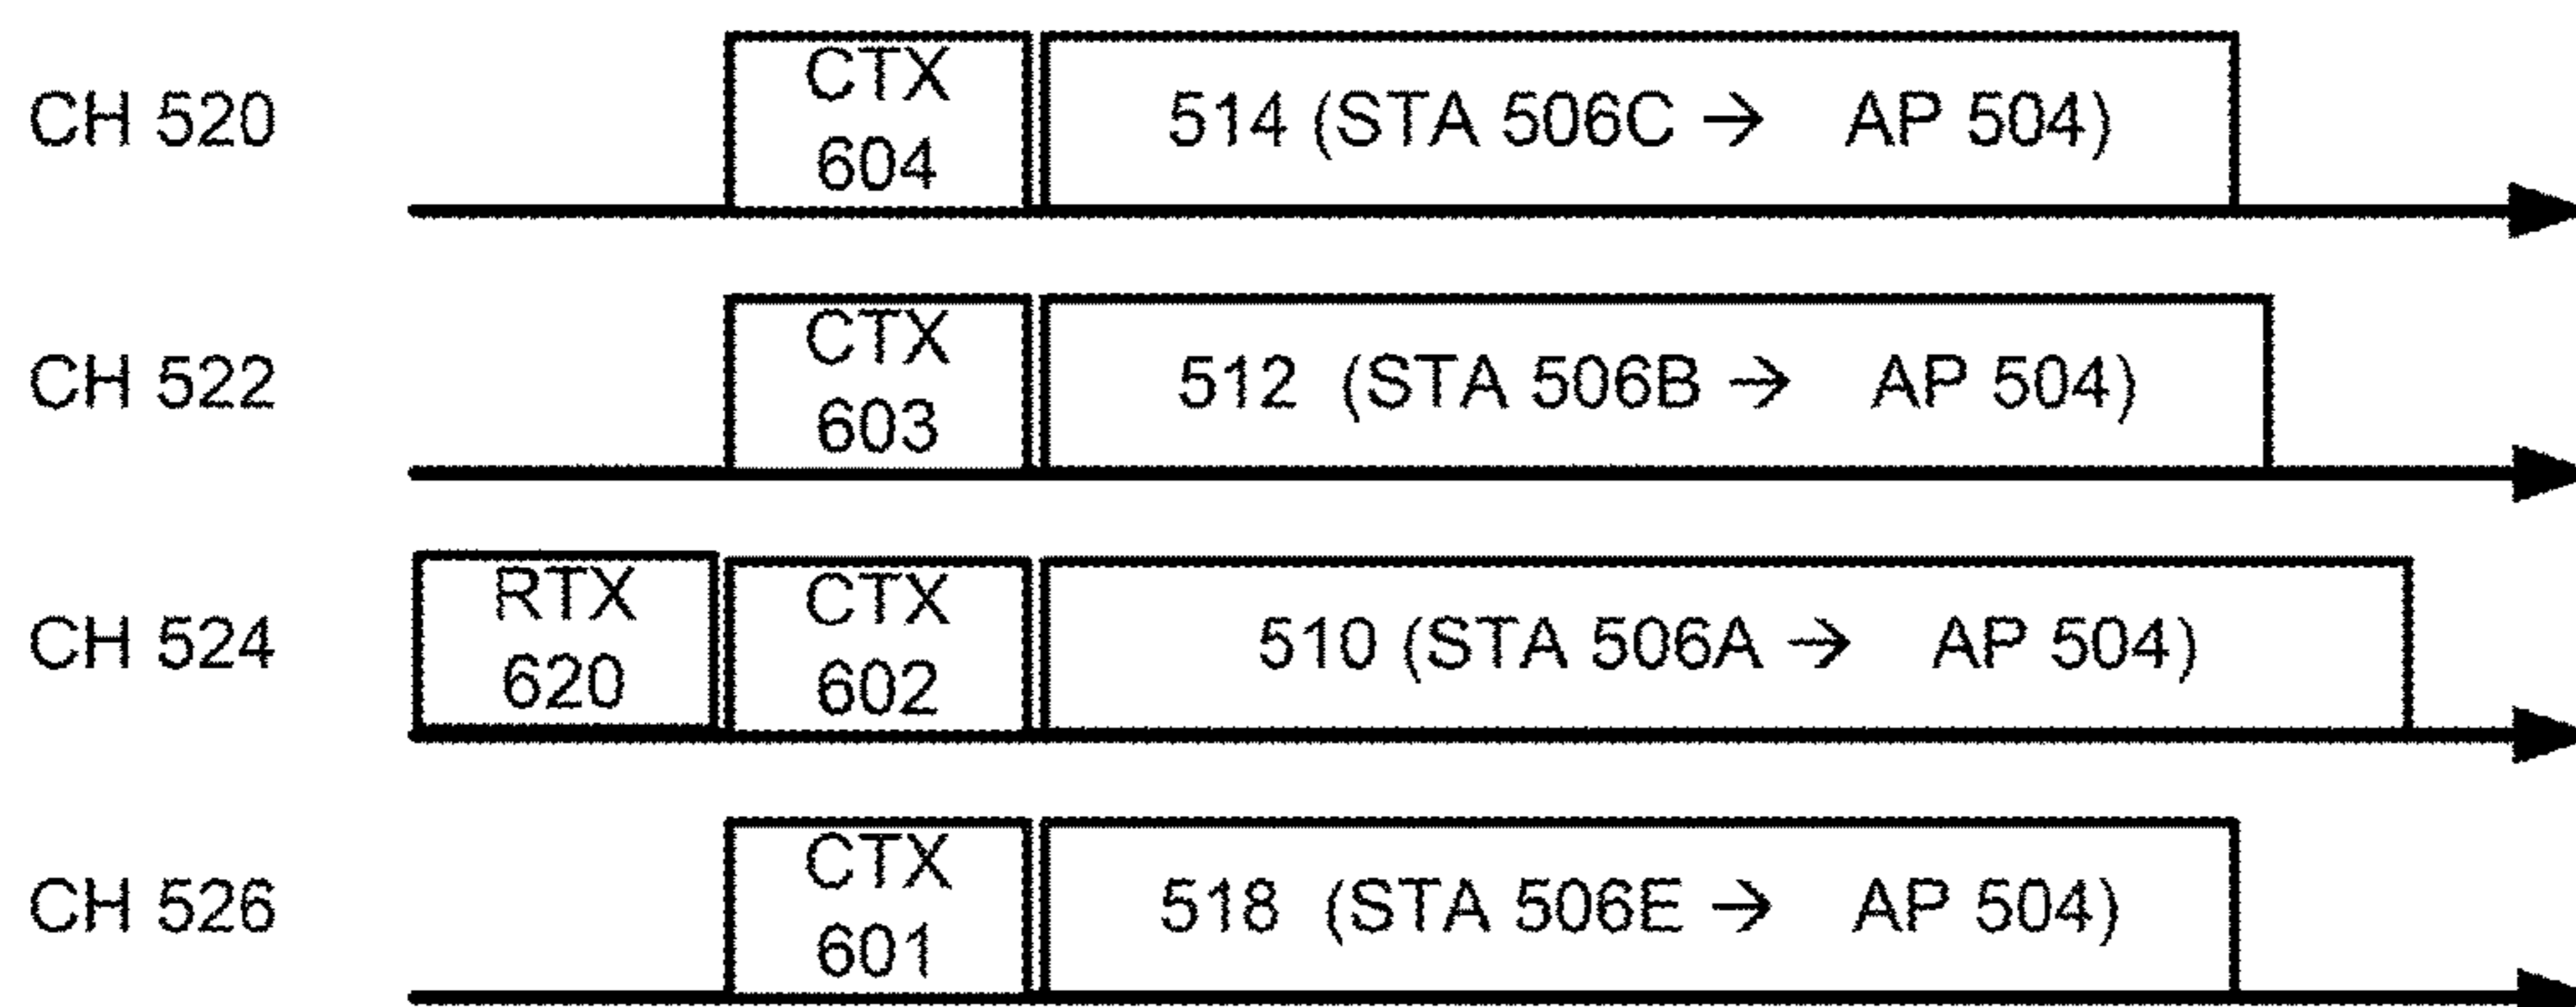 CH 520
CTX
604
514 (STA 506C → AP 504)
CH 522
CTX
603
512 (STA 506B → AP 504)
CH 524
RTX
620
CTX
602
510 (STA 506A → AP 504)
CH 526
CTX
601
518 (STA 506E → AP 504)